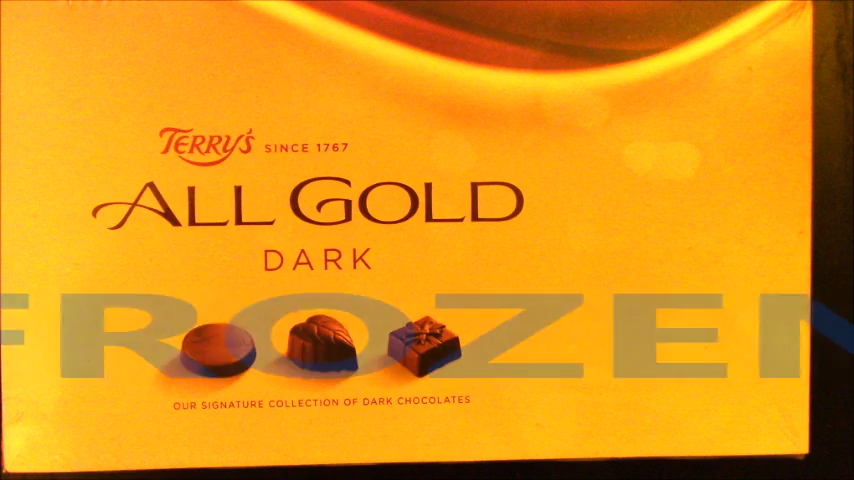 TERRY'S SINCE 1767
ALL GOLD
DARK
FROZEN
OUR SIGNATURE COLLECTION OF DARK CHOCOLATES